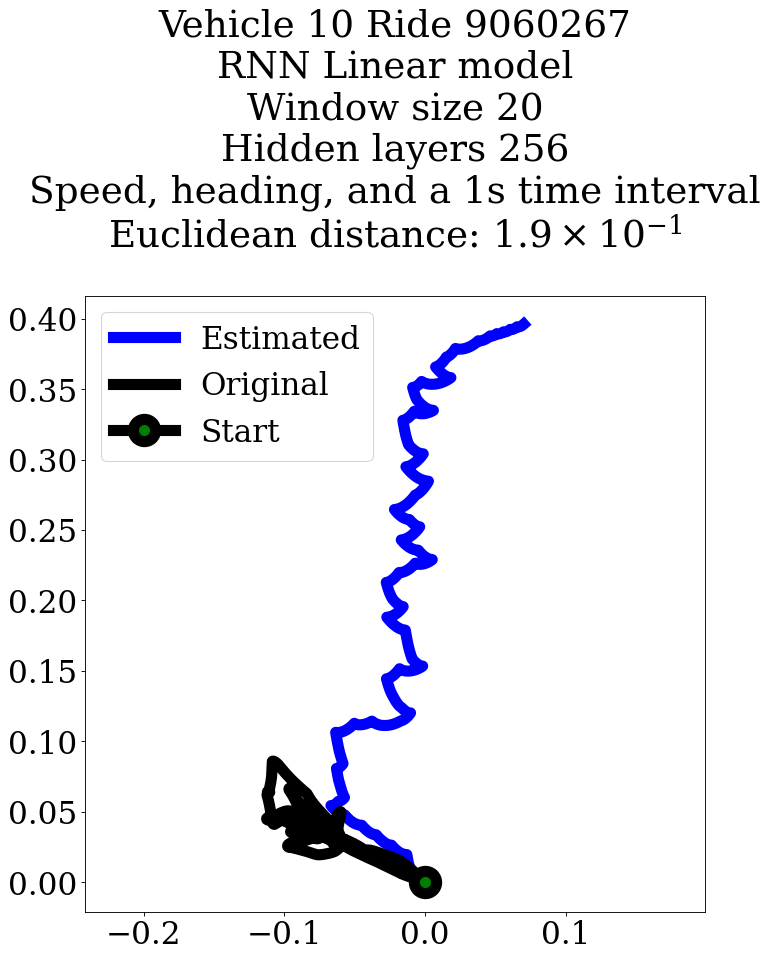 Vehicle 10 Ride 9060267
RNN Linear model
Window size 20
Hidden layers 256
Speed, heading, and a 1s time interval
Euclidean distance: 1.9 × 10⁻¹
Estimated
Original
Start
0.40
0.35
0.30
0.25
0.20
0.15
0.10
0.05
0.00
−0.2 −0.1 0.0 0.1